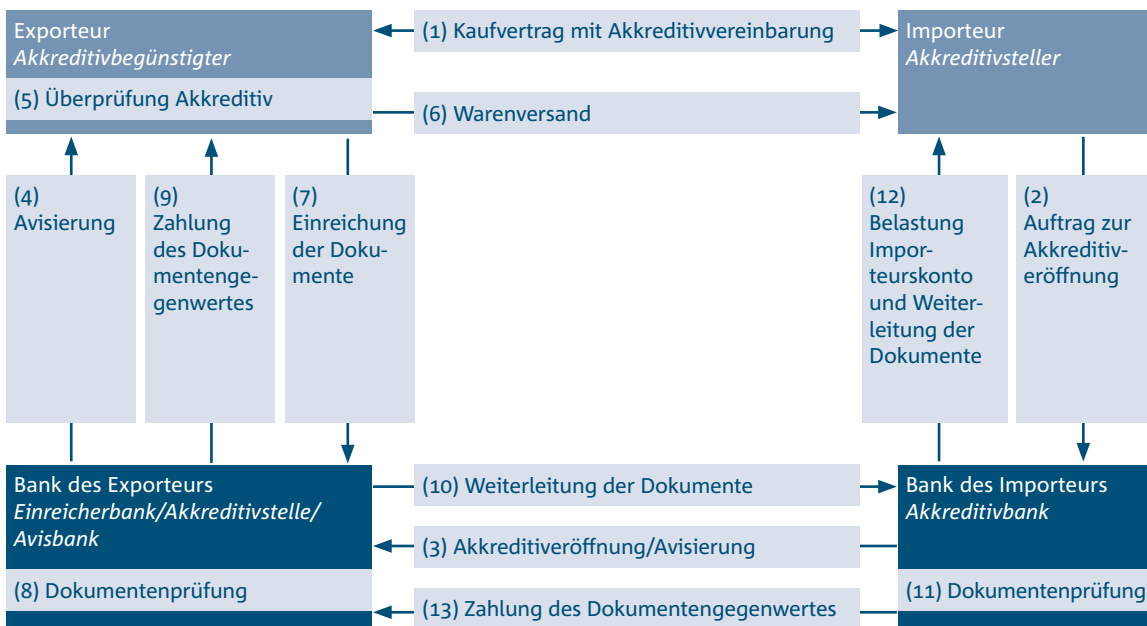 Exporteur
Akkreditivbegünstigter
(5) Überprüfung Akkreditiv
(1) Kaufvertrag mit Akkreditivvereinbarung
(6) Warenversand
Importeur
Akkreditivsteller
(4)
Avisierung
(9)
Zahlung
des Doku-
mentenge-
genwertes
(7)
Einreichung
der Doku-
mente
(12)
Belastung
Impor-
teurskonto
und Weiter-
leitung der
Dokumente
(2)
Auftrag zur
Akkreditiv-
eröffnung
Bank des Exporteurs
Einreicherbank/Akkreditivstelle/
Avisbank
(8) Dokumentenprüfung
(10) Weiterleitung der Dokumente
(3) Akkreditiveröffnung/Avisierung
(13) Zahlung des Dokumentengegenwertes
Bank des Importeurs
Akkreditivbank
(11) Dokumentenprüfung